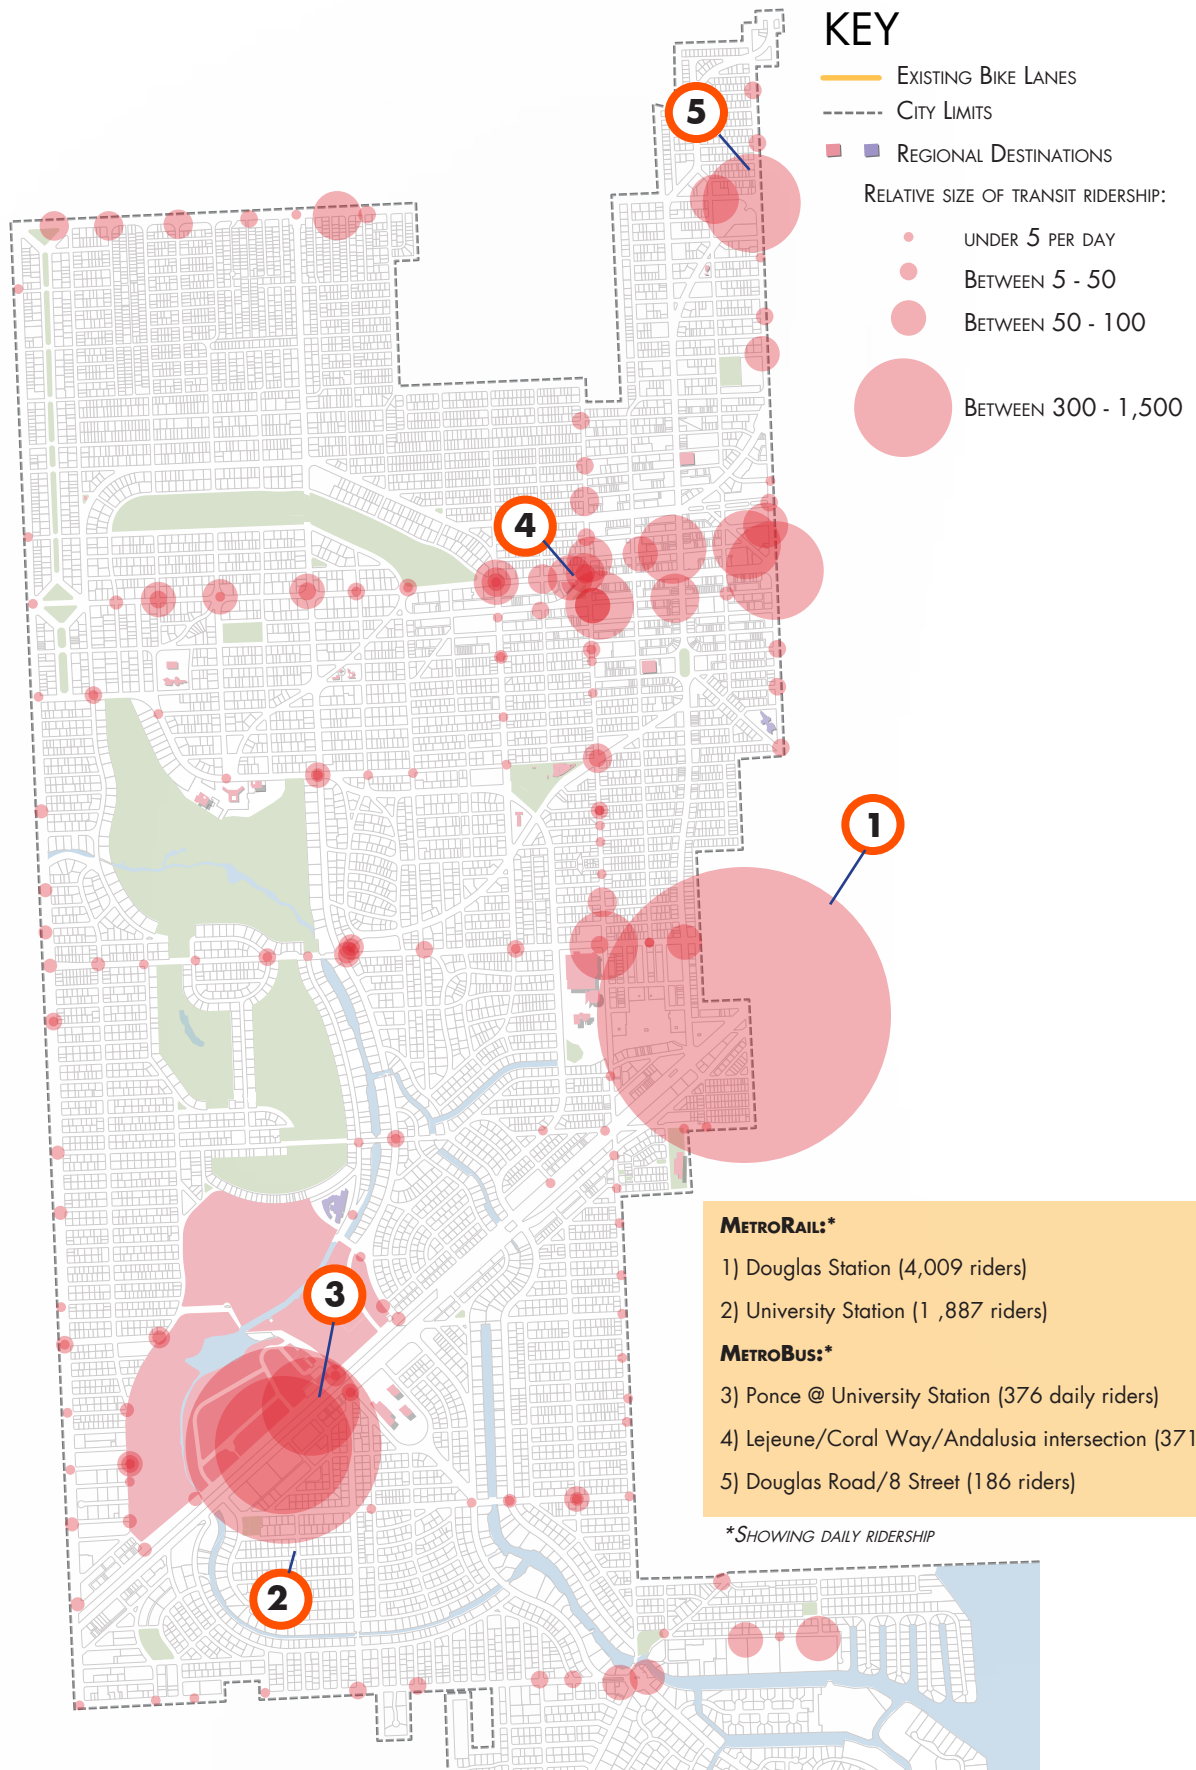 KEY
Existing Bike Lanes
City Limits
Regional Destinations
Relative size of transit ridership:
under 5 per day
Between 5 - 50
Between 50 - 100
Between 300 - 1,500
5
4
1
3
2
MetroRail:*
1) Douglas Station (4,009 riders)
2) University Station (1 ,887 riders)
MetroBus:*
3) Ponce @ University Station (376 daily riders)
4) Lejeune/Coral Way/Andalusia intersection (371
5) Douglas Road/8 Street (186 riders)
*Showing daily ridership